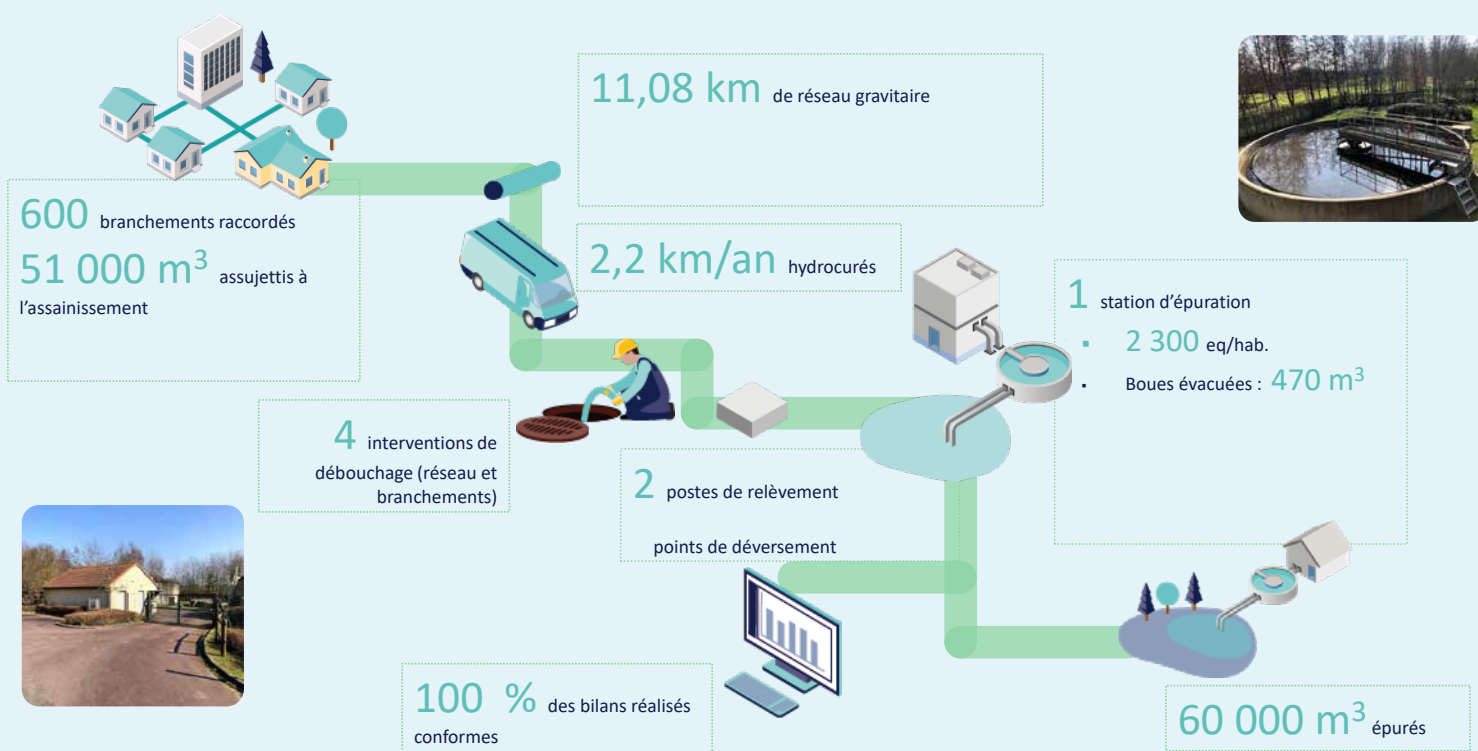 11,08 km de réseau gravitaire
600 branchements raccordés
51 000 m³ assujettis à
l’assainissement
2,2 km/an hydrocurés
1 station d’épuration
▪ 2 300 eq/hab.
▪ Boues évacuées : 470 m³
4 interventions de
débouchage (réseau et
branchements)
2 postes de relèvement
points de déversement
100 % des bilans réalisés
conformes
60 000 m³ épurés